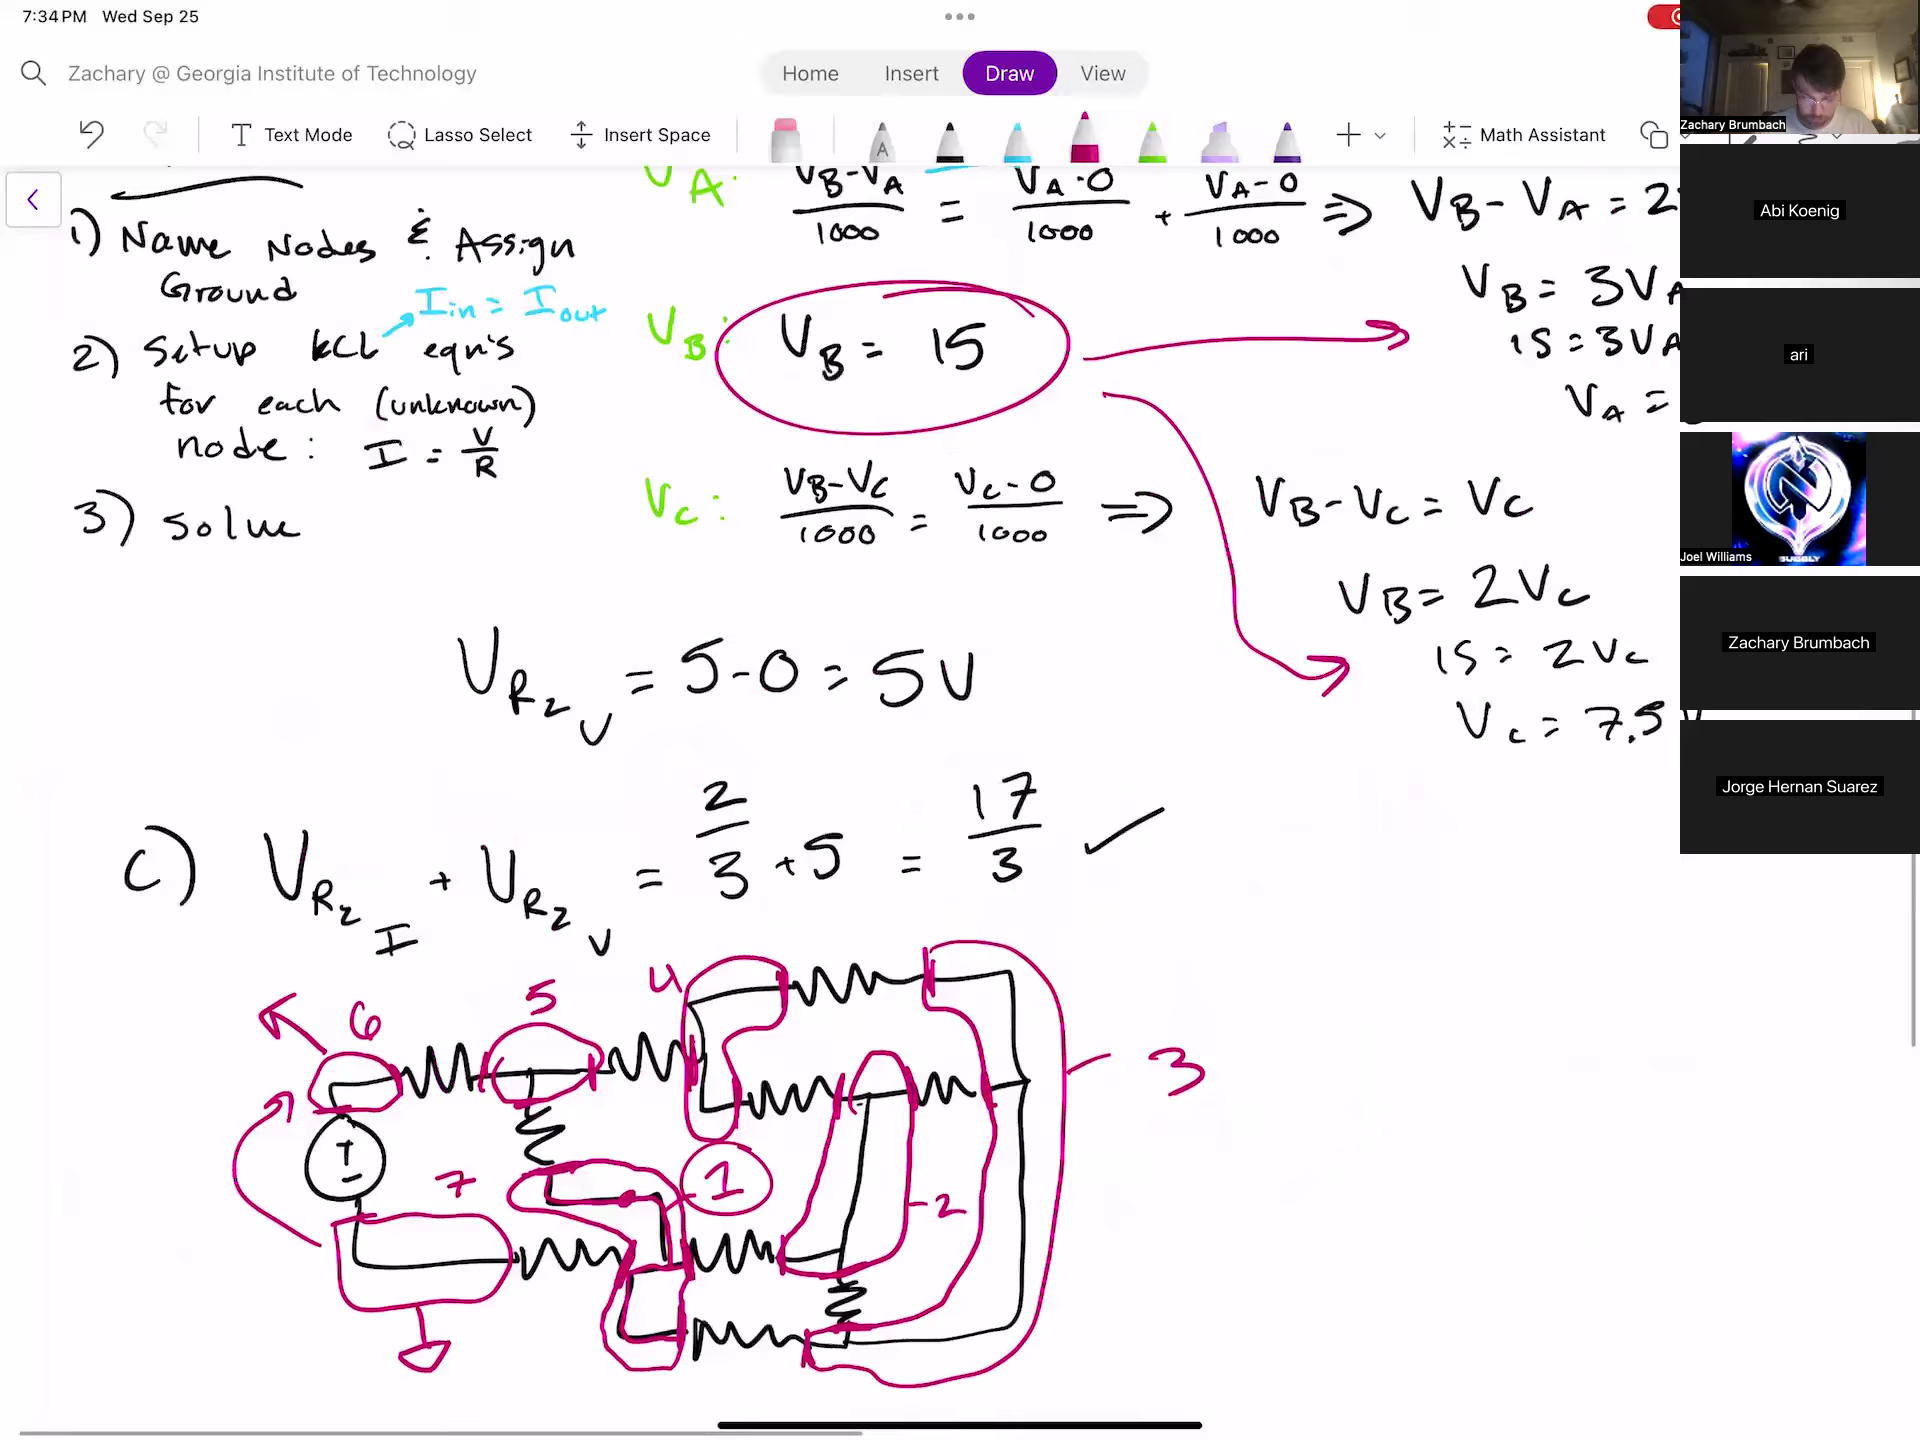 7:34 PM Wed Sep 25
Zachary @ Georgia Institute of Technology
Home Insert Draw View
Text Mode Lasso Select Insert Space A Math Assistant
1) Name Nodes & Assign
Ground
Iin = Iout
2) Setup KCL eqn's
for each (unknown)
node: I = V/R
3) Solve
VA: (VB-VA)/1000 = (VA-0)/1000 + (VA-0)/1000 => VB-VA = 2
VB = 3VA
VB: VB = 15
15 = 3VA
VA =
VC: (VB-VC)/1000 = (VC-0)/1000 => VB-VC = VC
VB = 2VC
15 = 2VC
VC = 7.5 V
VR2V = 5-0 = 5V
C) VR2I + VR2V = 2/3 + 5 = 17/3 ✓
4
5
6
3
7
1
2
Zachary Brumbach
Abi Koenig
ari
BUBBLY
Joel Williams
Zachary Brumbach
Jorge Hernan Suarez